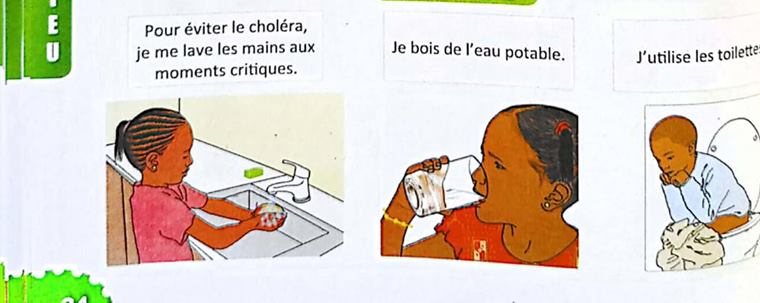 Pour éviter le choléra,
je me lave les mains aux
moments critiques.
Je bois de l'eau potable.
J'utilise les toilettes